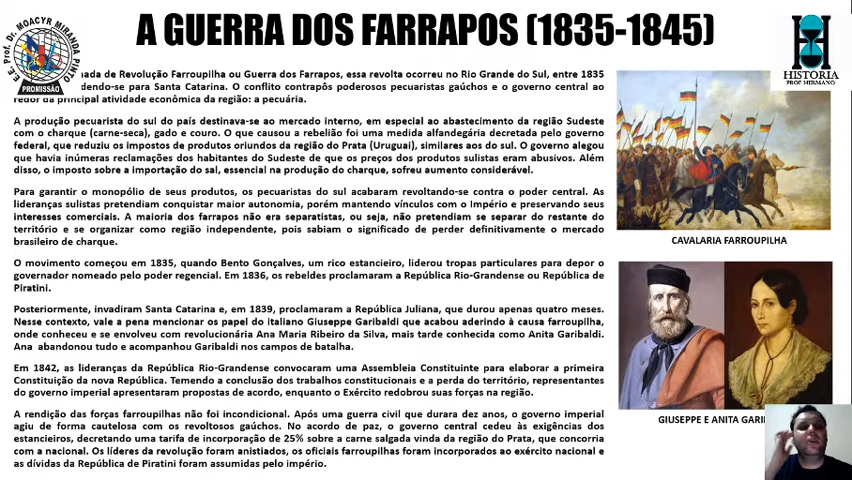 A GUERRA DOS FARRAPOS (1835-1845)
E.E. Prof. Dr. MOACYR MIRANDA PINTO
PROMISSÃO
HISTORIA
PROF HERMANO
mada de Revolução Farroupilha ou Guerra dos Farrapos, essa revolta ocorreu no Rio Grande do Sul, entre 1835
dendo-se para Santa Catarina. O conflito contrapôs poderosos pecuaristas gaúchos e o governo central ao
redor da principal atividade econômica da região: a pecuária.
A produção pecuarista do sul do país destinava-se ao mercado interno, em especial ao abastecimento da região Sudeste
com o charque (carne-seca), gado e couro. O que causou a rebelião foi uma medida alfandegária decretada pelo governo
federal, que reduziu os impostos de produtos oriundos da região do Prata (Uruguai), similares aos do sul. O governo alegou
que havia inúmeras reclamações dos habitantes do Sudeste de que os preços dos produtos sulistas eram abusivos. Além
disso, o imposto sobre a importação do sal, essencial na produção do charque, sofreu aumento considerável.
Para garantir o monopólio de seus produtos, os pecuaristas do sul acabaram revoltando-se contra o poder central. As
lideranças sulistas pretendiam conquistar maior autonomia, porém mantendo vínculos com o Império e preservando seus
interesses comerciais. A maioria dos farrapos não era separatistas, ou seja, não pretendiam se separar do restante do
território e se organizar como região independente, pois sabiam o significado de perder definitivamente o mercado
brasileiro de charque.
O movimento começou em 1835, quando Bento Gonçalves, um rico estancieiro, liderou tropas particulares para depor o
governador nomeado pelo poder regencial. Em 1836, os rebeldes proclamaram a República Rio-Grandense ou República de
Piratini.
Posteriormente, invadiram Santa Catarina e, em 1839, proclamaram a República Juliana, que durou apenas quatro meses.
Nesse contexto, vale a pena mencionar os papel do italiano Giuseppe Garibaldi que acabou aderindo à causa farroupilha,
onde conheceu e se envolveu com revolucionária Ana Maria Ribeiro da Silva, mais tarde conhecida como Anita Garibaldi.
Ana abandonou tudo e acompanhou Garibaldi nos campos de batalha.
Em 1842, as lideranças da República Rio-Grandense convocaram uma Assembleia Constituinte para elaborar a primeira
Constituição da nova República. Temendo a conclusão dos trabalhos constitucionais e a perda do território, representantes
do governo imperial apresentaram propostas de acordo, enquanto o Exército redobrou suas forças na região.
A rendição das forças farroupilhas não foi incondicional. Após uma guerra civil que durara dez anos, o governo imperial
agiu de forma cautelosa com os revoltosos gaúchos. No acordo de paz, o governo central cedeu às exigências dos
estancieiros, decretando uma tarifa de incorporação de 25% sobre a carne salgada vinda da região do Prata, que concorria
com a nacional. Os líderes da revolução foram anistiados, os oficiais farroupilhas foram incorporados ao exército nacional e
as dívidas da República de Piratini foram assumidas pelo império.
CAVALARIA FARROUPILHA
GIUSEPPE E ANITA GARI